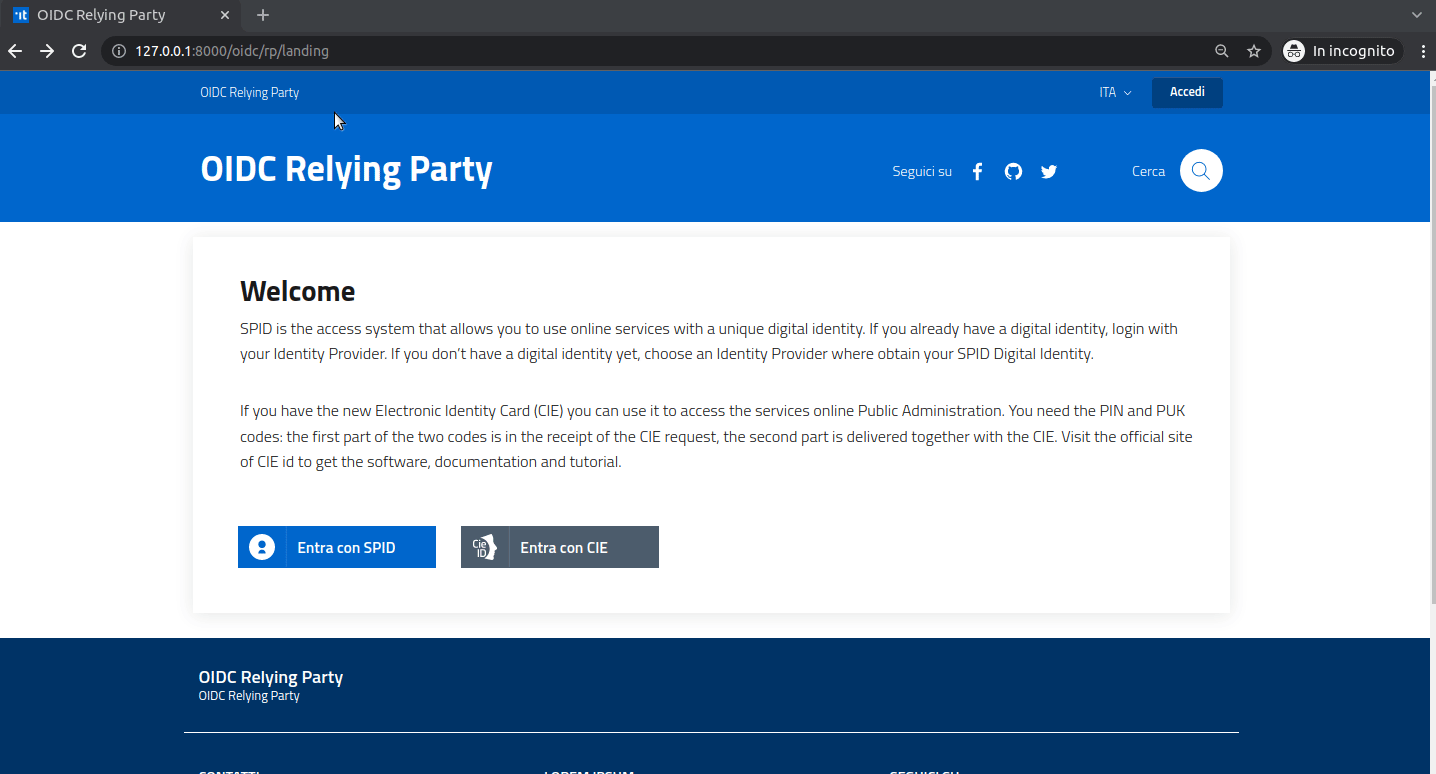 OIDC Relying Party
127.0.0.1:8000/oidc/rp/landing
In incognito
OIDC Relying Party
ITA
Accedi
OIDC Relying Party
Seguici su
Cerca
Welcome
SPID is the access system that allows you to use online services with a unique digital identity. If you already have a digital identity, login with
your Identity Provider. If you don’t have a digital identity yet, choose an Identity Provider where obtain your SPID Digital Identity.
If you have the new Electronic Identity Card (CIE) you can use it to access the services online Public Administration. You need the PIN and PUK
codes: the first part of the two codes is in the receipt of the CIE request, the second part is delivered together with the CIE. Visit the official site
of CIE id to get the software, documentation and tutorial.
Entra con SPID
Cie
ID
Entra con CIE
OIDC Relying Party
OIDC Relying Party
CONTATTI
LOREM IPSUM
SEGUICI SU